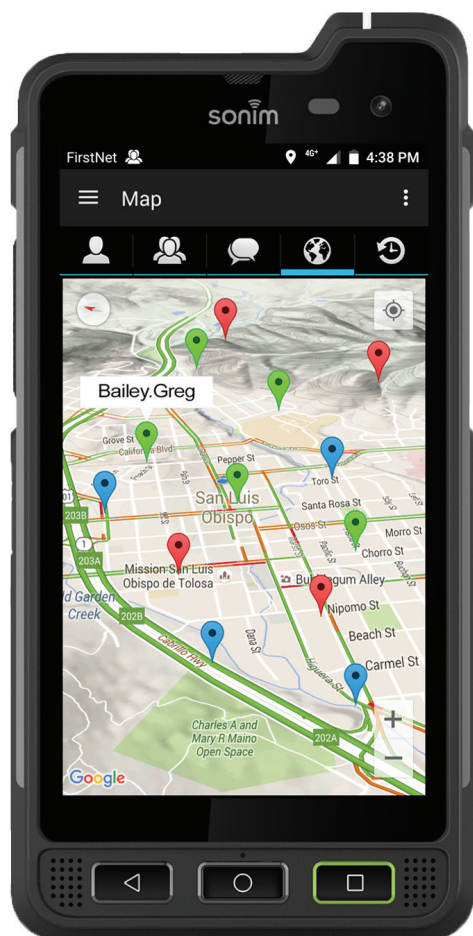 sonim
FirstNet
4G+
4:38 PM
Map
Bailey.Greg
Grove St
California Blvd
Pepper St
Toro St
San Luis
Obispo
Santa Rosa St
Osos St
Morro St
Chorro St
101
203B
1
203A
Mission San Luis
Obispo de Tolosa
Bubblegum Alley
Nipomo St
ld Garden
Creek
202B
Beach St
Dana St
Cabrillo Hwy
Higuera St
Carmel St
Charles A and
Mary R Maino
Open Space
202A
+
−
Google